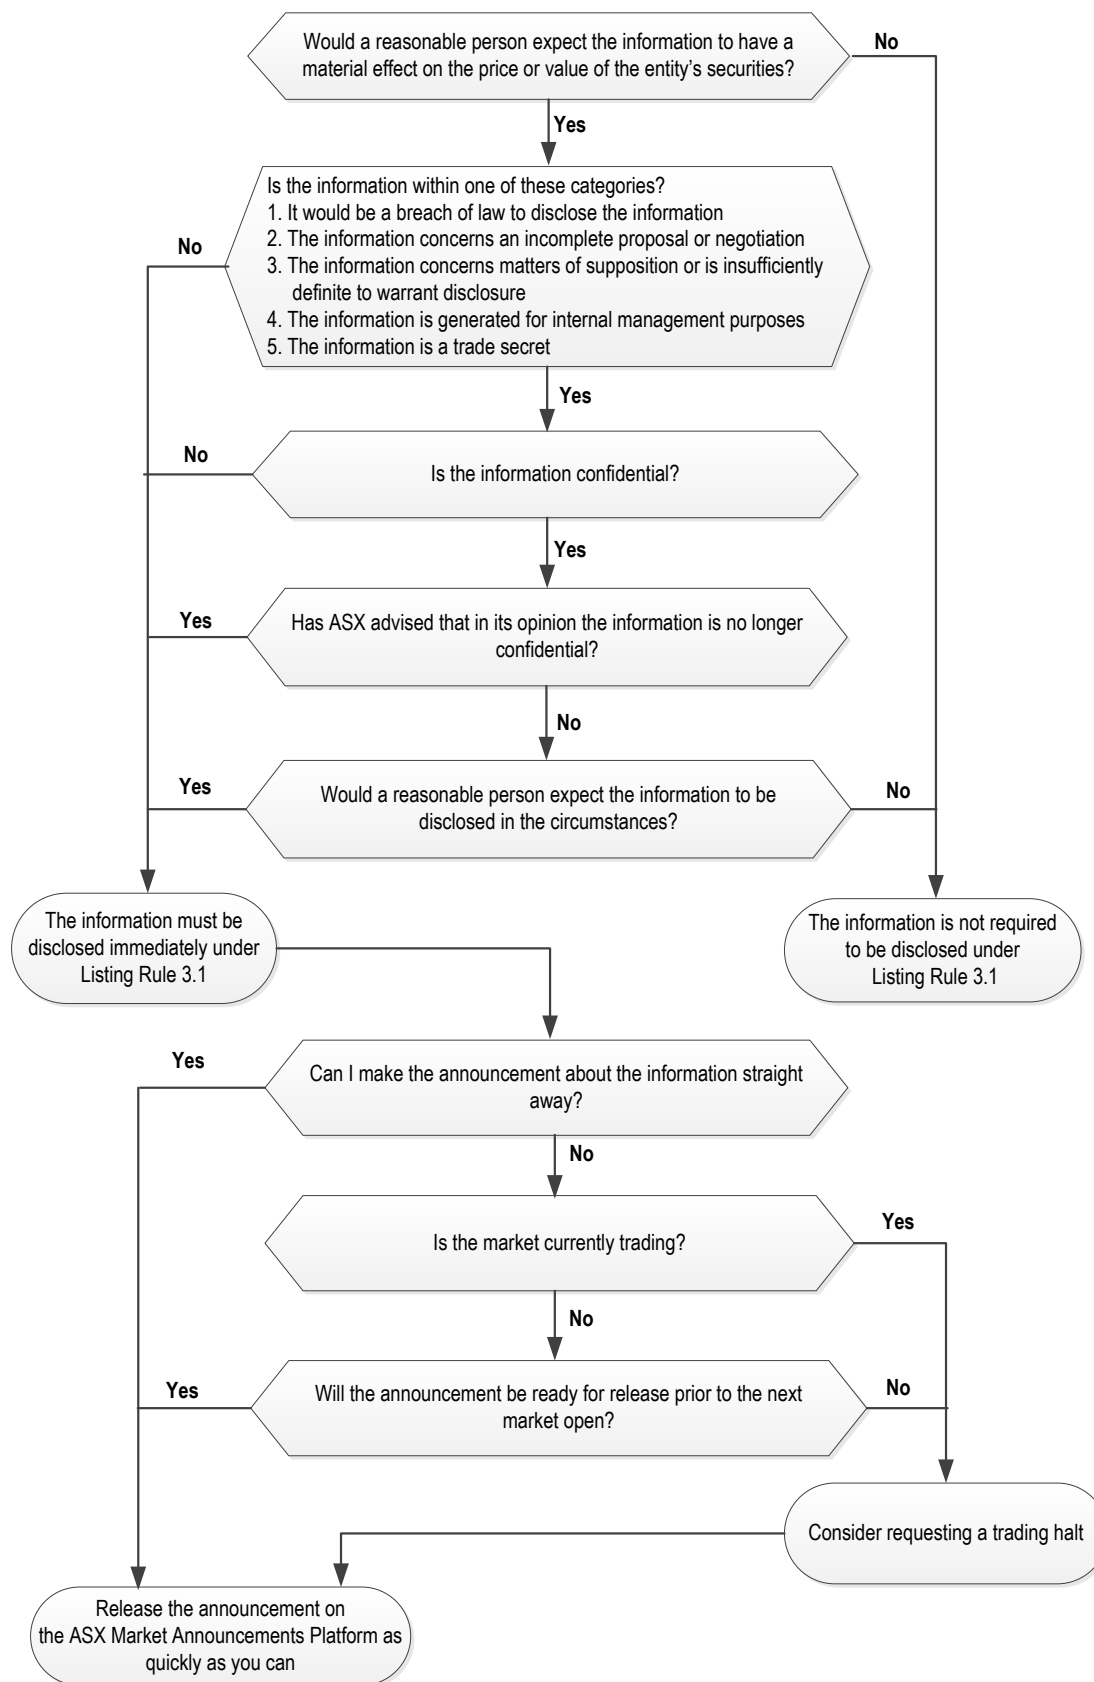 Would a reasonable person expect the information to have a
material effect on the price or value of the entity’s securities?
No
Yes
Is the information within one of these categories?
1. It would be a breach of law to disclose the information
2. The information concerns an incomplete proposal or negotiation
3. The information concerns matters of supposition or is insufficiently
definite to warrant disclosure
4. The information is generated for internal management purposes
5. The information is a trade secret
No
Yes
Is the information confidential?
No
Yes
Has ASX advised that in its opinion the information is no longer
confidential?
Yes
No
Would a reasonable person expect the information to be
disclosed in the circumstances?
Yes
No
The information must be
disclosed immediately under
Listing Rule 3.1
The information is not required
to be disclosed under
Listing Rule 3.1
Can I make the announcement about the information straight
away?
Yes
No
Is the market currently trading?
Yes
No
Will the announcement be ready for release prior to the next
market open?
Yes
No
Consider requesting a trading halt
Release the announcement on
the ASX Market Announcements Platform as
quickly as you can